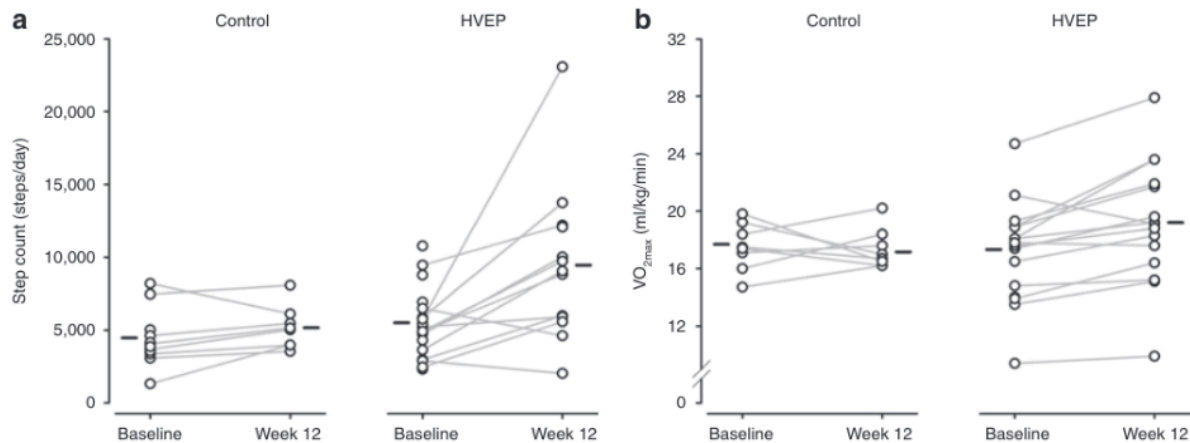 a
Control
HVEP
Step count (steps/day)
25,000
20,000
15,000
10,000
5,000
0
Baseline
Week 12
Baseline
Week 12
b
Control
HVEP
VO2max (ml/kg/min)
32
28
24
20
16
12
0
Baseline
Week 12
Baseline
Week 12